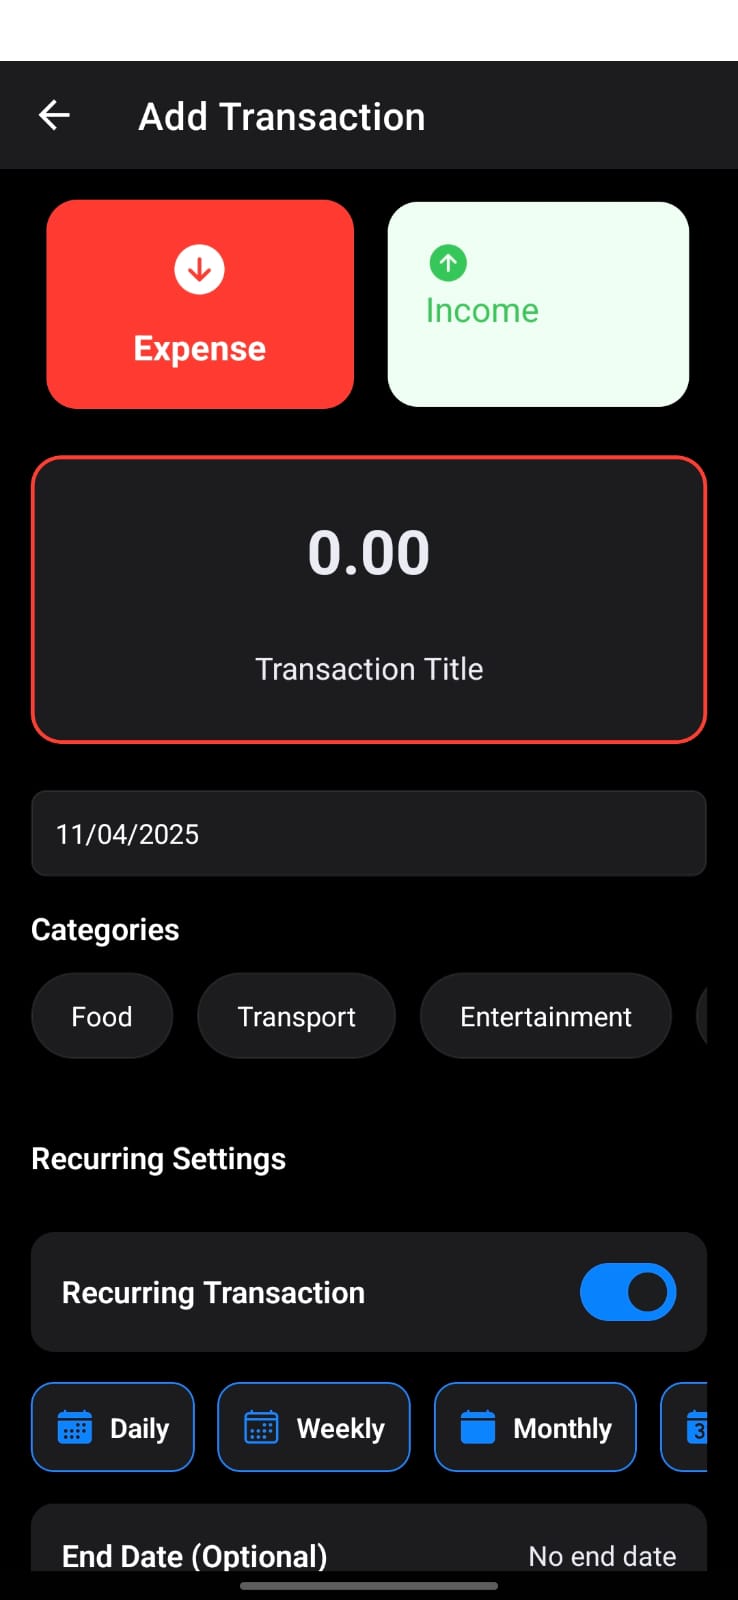 Add Transaction
Expense
Income
0.00
Transaction Title
11/04/2025
Categories
Food Transport Entertainment
Recurring Settings
Recurring Transaction
Daily Weekly Monthly 3
End Date (Optional) No end date